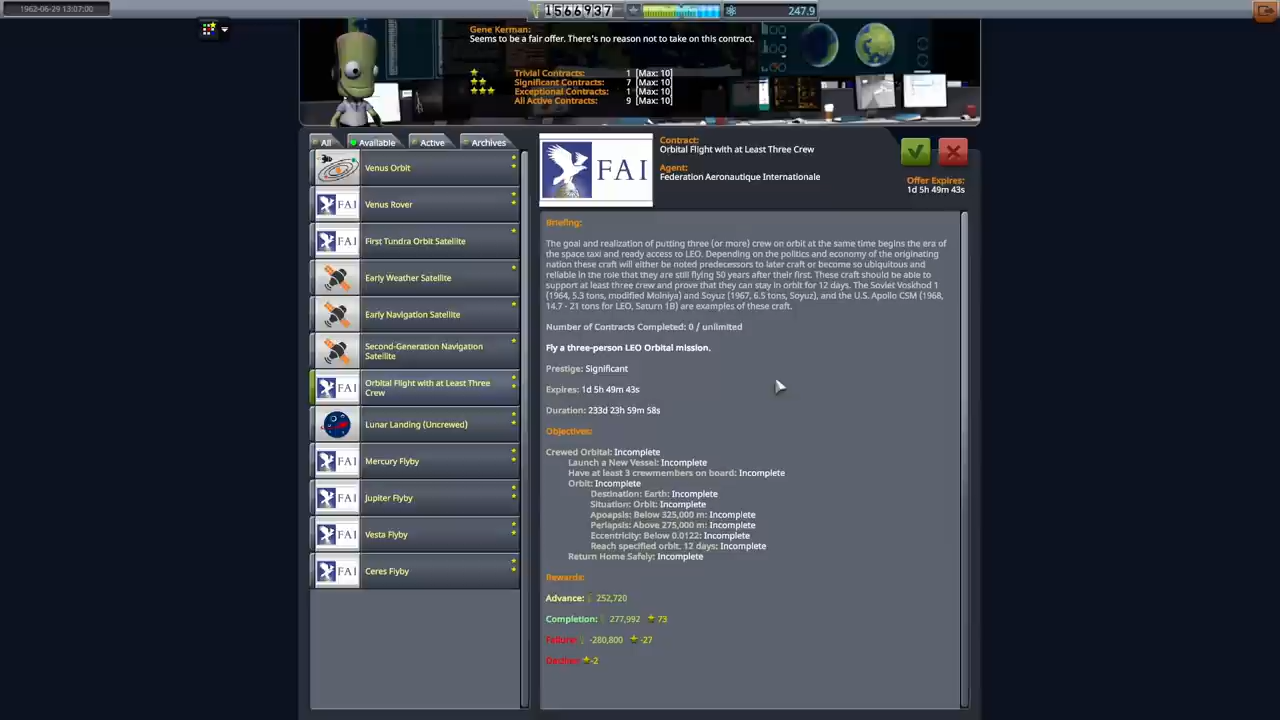 1962-06-29 13:07:00
1566937
247.9
Gene Kerman:
Seems to be a fair offer. There's no reason not to take on this contract.
Trivial Contracts: 1 [Max: 10]
Significant Contracts: 7 [Max: 10]
Exceptional Contracts: 1 [Max: 10]
All Active Contracts: 9 [Max: 10]
All
Available
Active
Archives
Venus Orbit
FAI
Venus Rover
FAI
First Tundra Orbit Satellite
Early Weather Satellite
Early Navigation Satellite
Second-Generation Navigation
Satellite
FAI
Orbital Flight with at Least Three
Crew
Lunar Landing (Uncrewed)
FAI
Mercury Flyby
FAI
Jupiter Flyby
FAI
Vesta Flyby
FAI
Ceres Flyby
FAI
Contract:
Orbital Flight with at Least Three Crew
Agent:
Federation Aeronautique Internationale
Offer Expires:
1d 5h 49m 43s
Briefing:
The goal and realization of putting three (or more) crew on orbit at the same time begins the era of
the space taxi and ready access to LEO. Depending on the politics and economy of the originating
nation these craft will either be noted predecessors to later craft or become so ubiquitous and
reliable in the role that they are still flying 50 years after their first. These craft should be able to
support at least three crew and prove that they can stay in orbit for 12 days. The Soviet Voskhod 1
(1964, 5.3 tons, modified Molniya) and Soyuz (1967, 6.5 tons, Soyuz), and the U.S. Apollo CSM (1968,
14.7 - 21 tons for LEO, Saturn 1B) are examples of these craft.
Number of Contracts Completed: 0 / unlimited
Fly a three-person LEO Orbital mission.
Prestige: Significant
Expires: 1d 5h 49m 43s
Duration: 233d 23h 59m 58s
Objectives:
Crewed Orbital: Incomplete
Launch a New Vessel: Incomplete
Have at least 3 crewmembers on board: Incomplete
Orbit: Incomplete
Destination: Earth: Incomplete
Situation: Orbit: Incomplete
Apoapsis: Below 325,000 m: Incomplete
Periapsis: Above 275,000 m: Incomplete
Eccentricity: Below 0.0122: Incomplete
Reach specified orbit, 12 days: Incomplete
Return Home Safely: Incomplete
Rewards:
Advance: 252,720
Completion: 277,992 73
Failure: -280,800 -27
Decline: -2